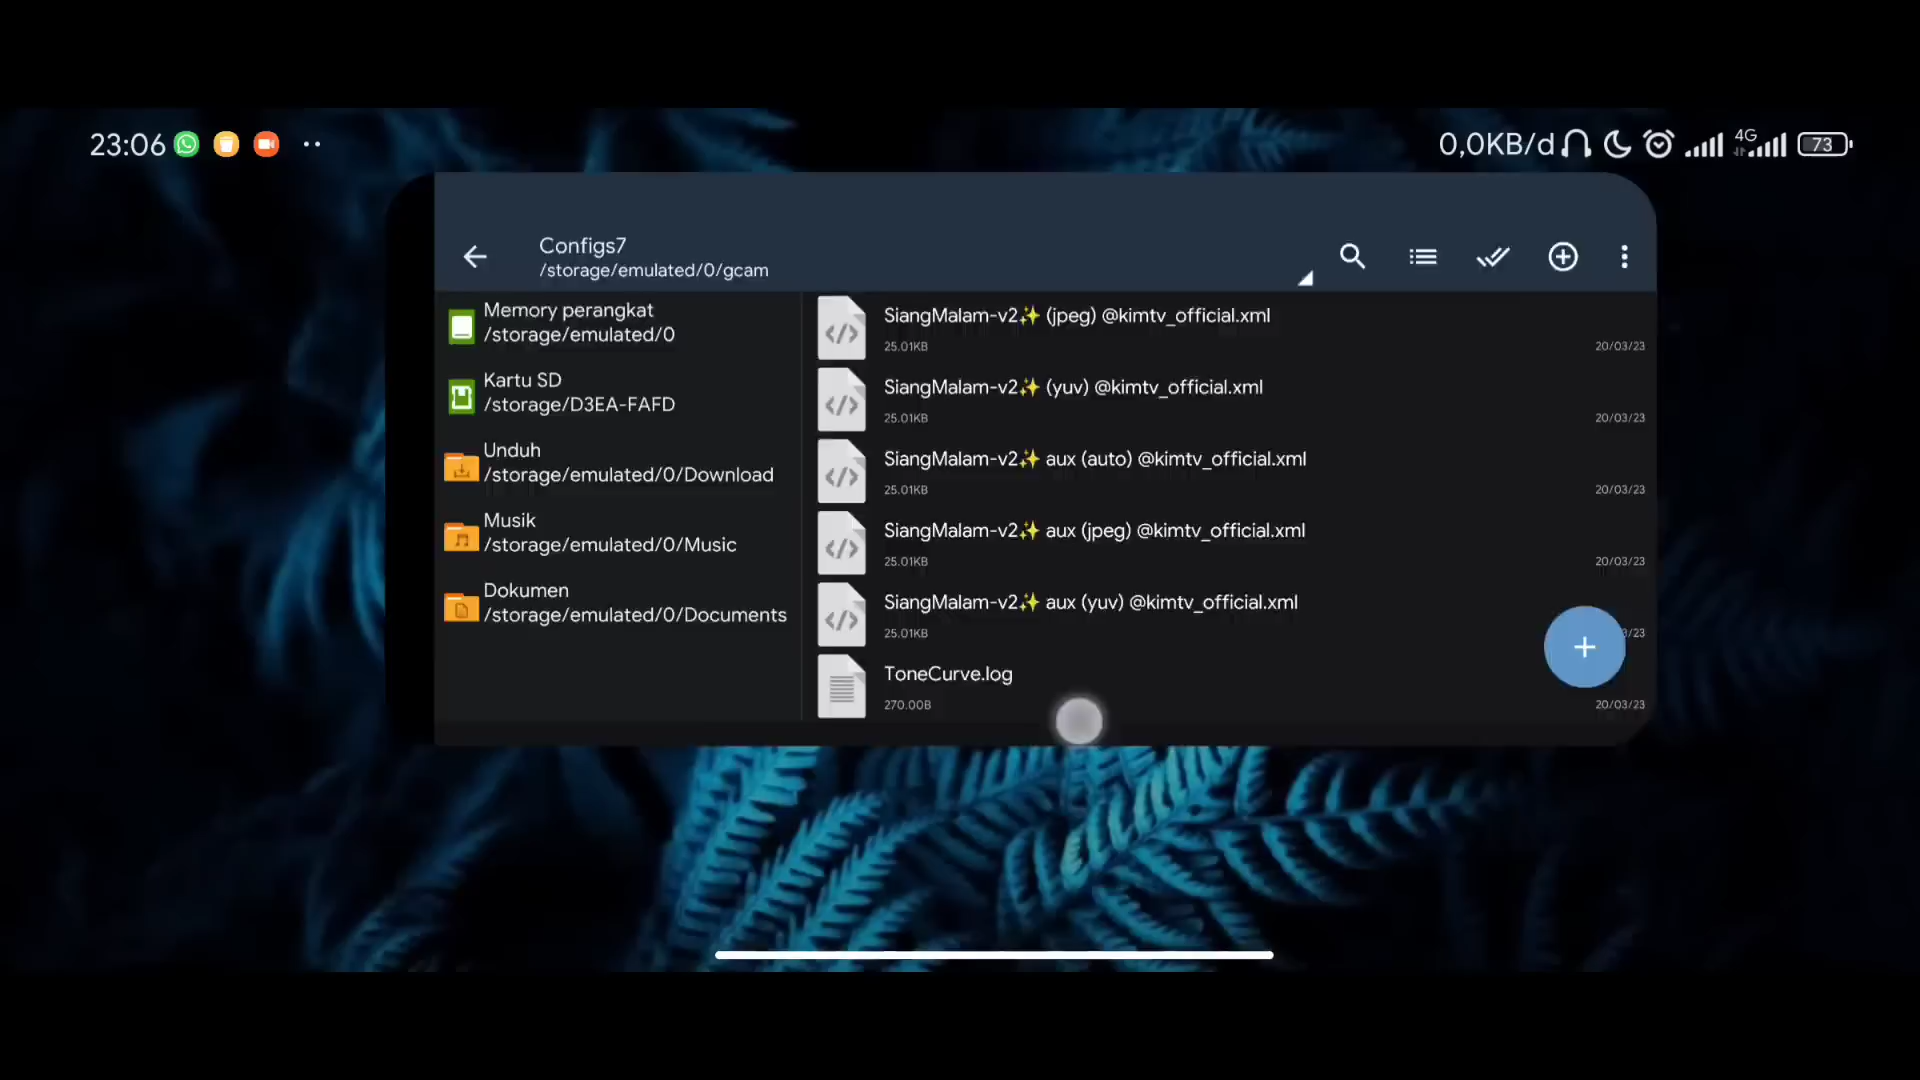 23:06
0,0KB/d
4G
73
Configs7
/storage/emulated/0/gcam
Memory perangkat
/storage/emulated/0
Kartu SD
/storage/D3EA-FAFD
Unduh
/storage/emulated/0/Download
Musik
/storage/emulated/0/Music
Dokumen
/storage/emulated/0/Documents
SiangMalam-v2✨ (jpeg) @kimtv_official.xml
25.01KB
20/03/23
SiangMalam-v2✨ (yuv) @kimtv_official.xml
25.01KB
20/03/23
SiangMalam-v2✨ aux (auto) @kimtv_official.xml
25.01KB
20/03/23
SiangMalam-v2✨ aux (jpeg) @kimtv_official.xml
25.01KB
20/03/23
SiangMalam-v2✨ aux (yuv) @kimtv_official.xml
25.01KB
/23
ToneCurve.log
270.00B
20/03/23